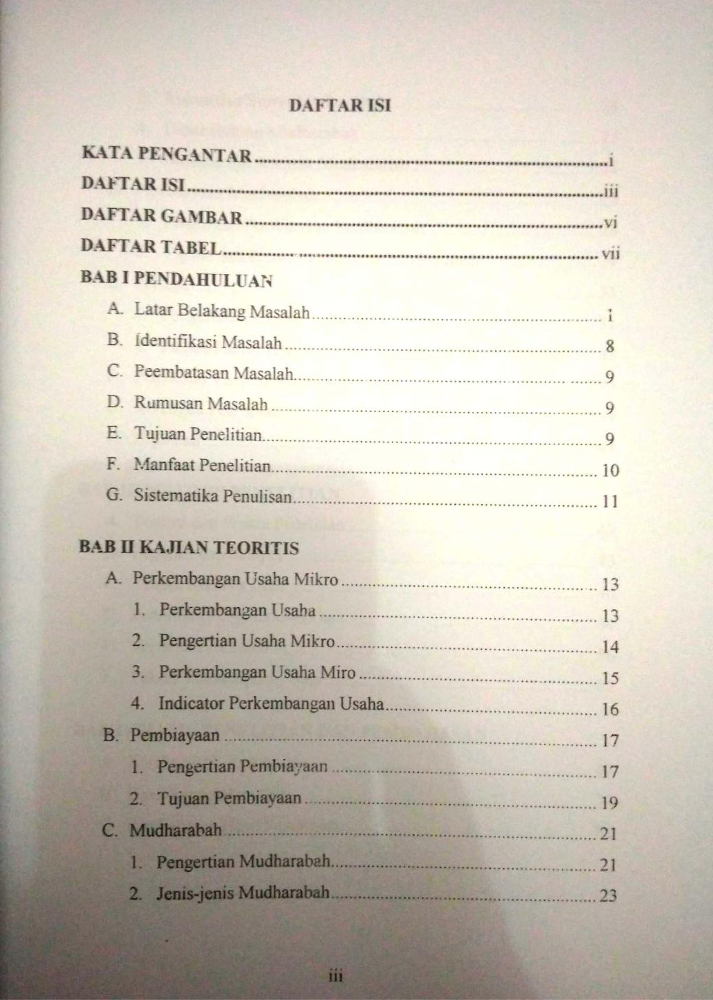 DAFTAR ISI
KATA PENGANTAR ........ i
DAFTAR ISI ........ iii
DAFTAR GAMBAR ........ vi
DAFTAR TABEL ........ vii
BAB I PENDAHULUAN
A. Latar Belakang Masalah ........ 1
B. Identifikasi Masalah ........ 8
C. Peembatasan Masalah ........ 9
D. Rumusan Masalah ........ 9
E. Tujuan Penelitian ........ 9
F. Manfaat Penelitian ........ 10
G. Sistematika Penulisan ........ 11
BAB II KAJIAN TEORITIS
A. Perkembangan Usaha Mikro ........ 13
1. Perkembangan Usaha ........ 13
2. Pengertian Usaha Mikro ........ 14
3. Perkembangan Usaha Miro ........ 15
4. Indicator Perkembangan Usaha ........ 16
B. Pembiayaan ........ 17
1. Pengertian Pembiayaan ........ 17
2. Tujuan Pembiayaan ........ 19
C. Mudharabah ........ 21
1. Pengertian Mudharabah ........ 21
2. Jenis-jenis Mudharabah ........ 23
iii